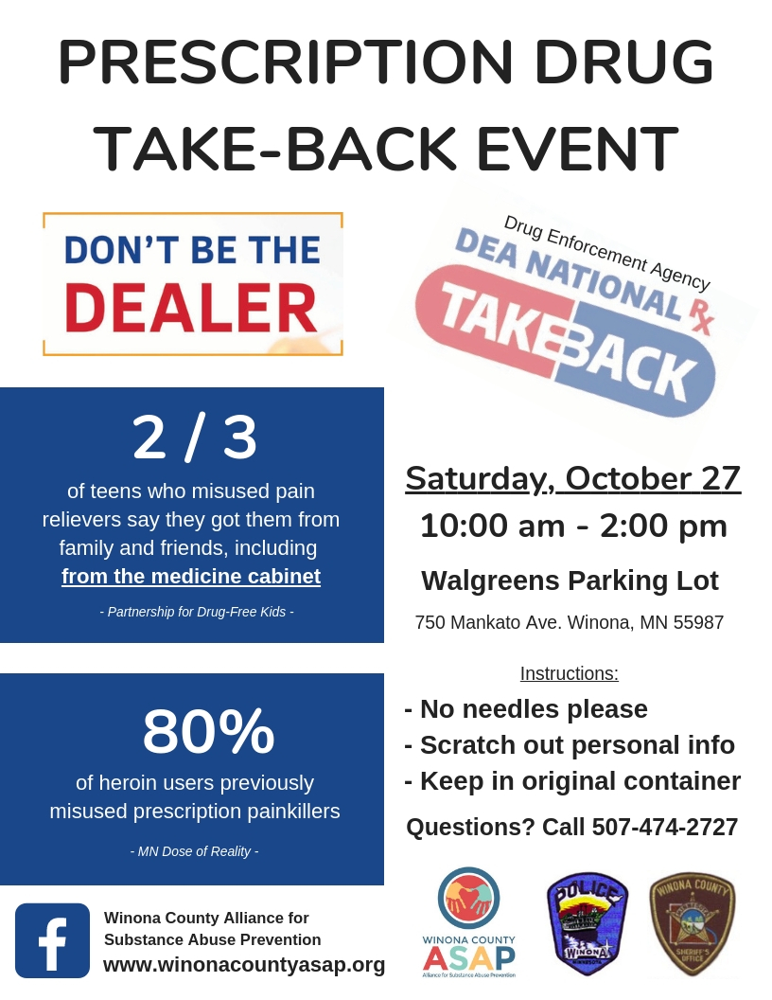 PRESCRIPTION DRUG
TAKE-BACK EVENT
DON'T BE THE
DEALER
Drug Enforcement Agency
DEA NATIONAL Rx
TAKE BACK
2 / 3
of teens who misused pain
relievers say they got them from
family and friends, including
from the medicine cabinet
- Partnership for Drug-Free Kids -
80%
of heroin users previously
misused prescription painkillers
- MN Dose of Reality -
Saturday, October 27
10:00 am - 2:00 pm
Walgreens Parking Lot
750 Mankato Ave. Winona, MN 55987
Instructions:
- No needles please
- Scratch out personal info
- Keep in original container
Questions? Call 507-474-2727
Winona County Alliance for
Substance Abuse Prevention
www.winonacountyasap.org
WINONA COUNTY
ASAP
Alliance for Substance Abuse Prevention
POLICE
WINONA
MINNESOTA
WINONA COUNTY
SHERIFF'S
OFFICE